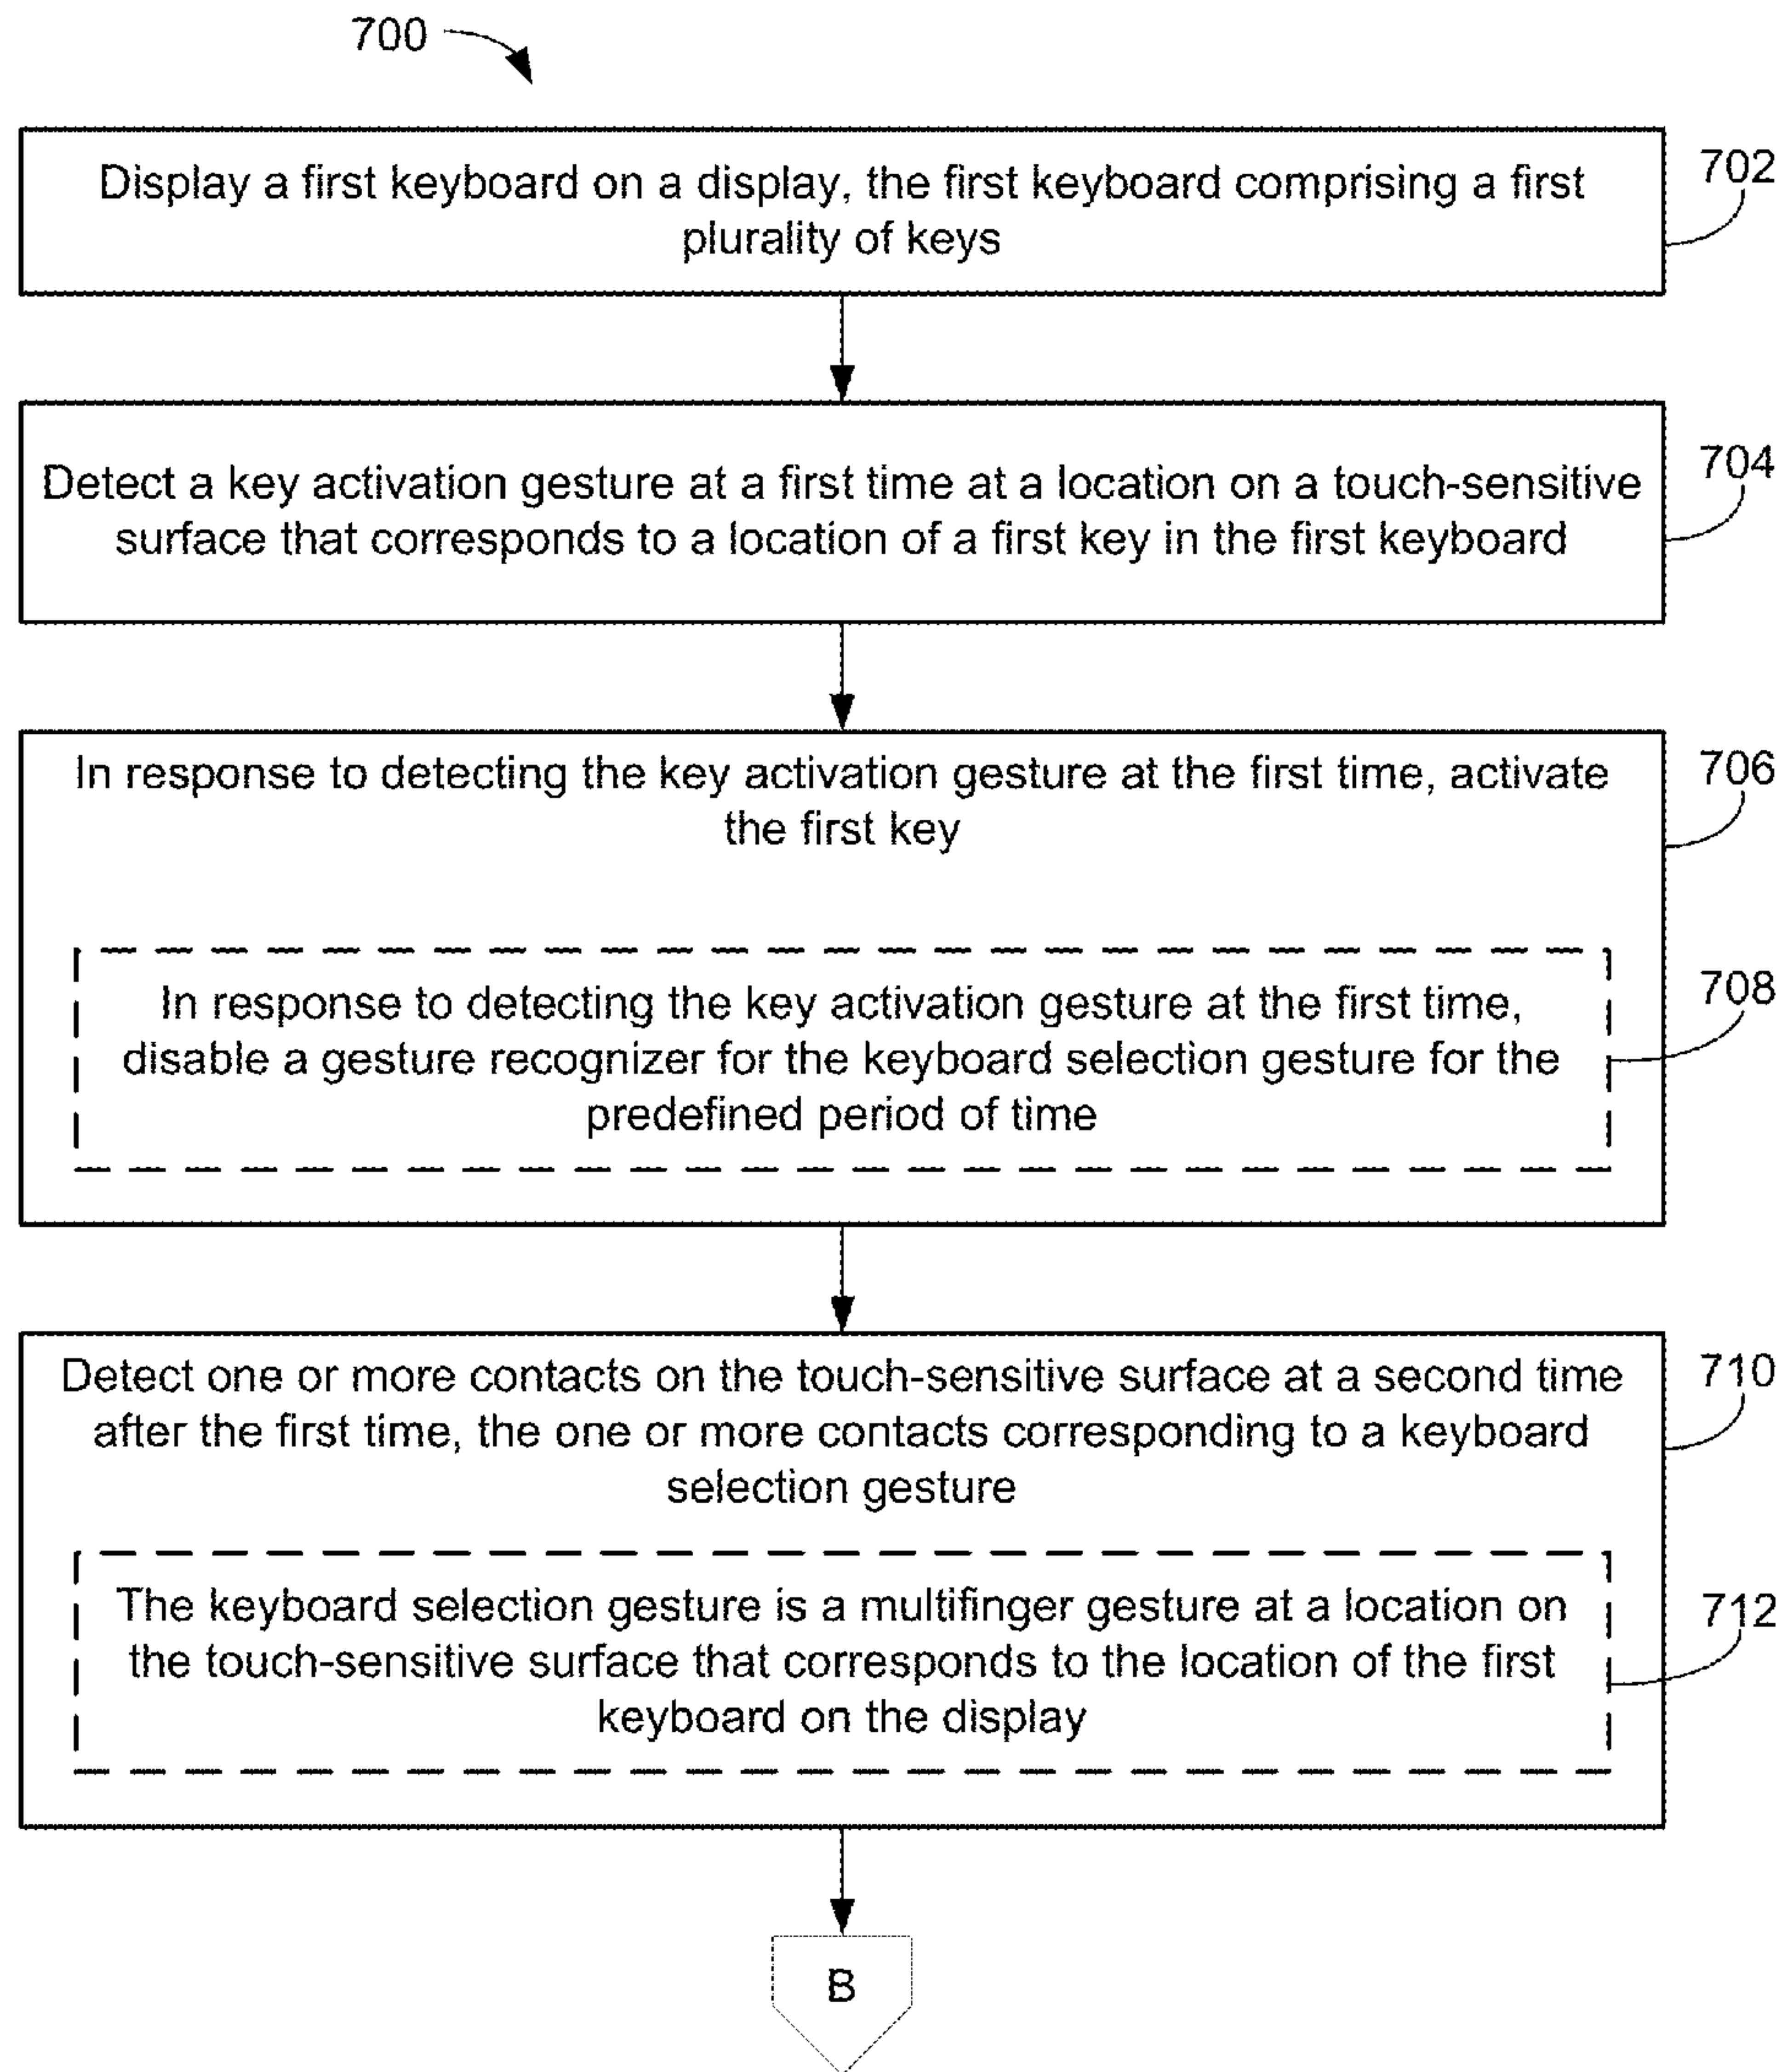 700
Display a first keyboard on a display, the first keyboard comprising a first
plurality of keys
702
Detect a key activation gesture at a first time at a location on a touch-sensitive
surface that corresponds to a location of a first key in the first keyboard
704
In response to detecting the key activation gesture at the first time, activate
the first key
706
In response to detecting the key activation gesture at the first time,
disable a gesture recognizer for the keyboard selection gesture for the
predefined period of time
708
Detect one or more contacts on the touch-sensitive surface at a second time
after the first time, the one or more contacts corresponding to a keyboard
selection gesture
710
The keyboard selection gesture is a multifinger gesture at a location on
the touch-sensitive surface that corresponds to the location of the first
keyboard on the display
712
B